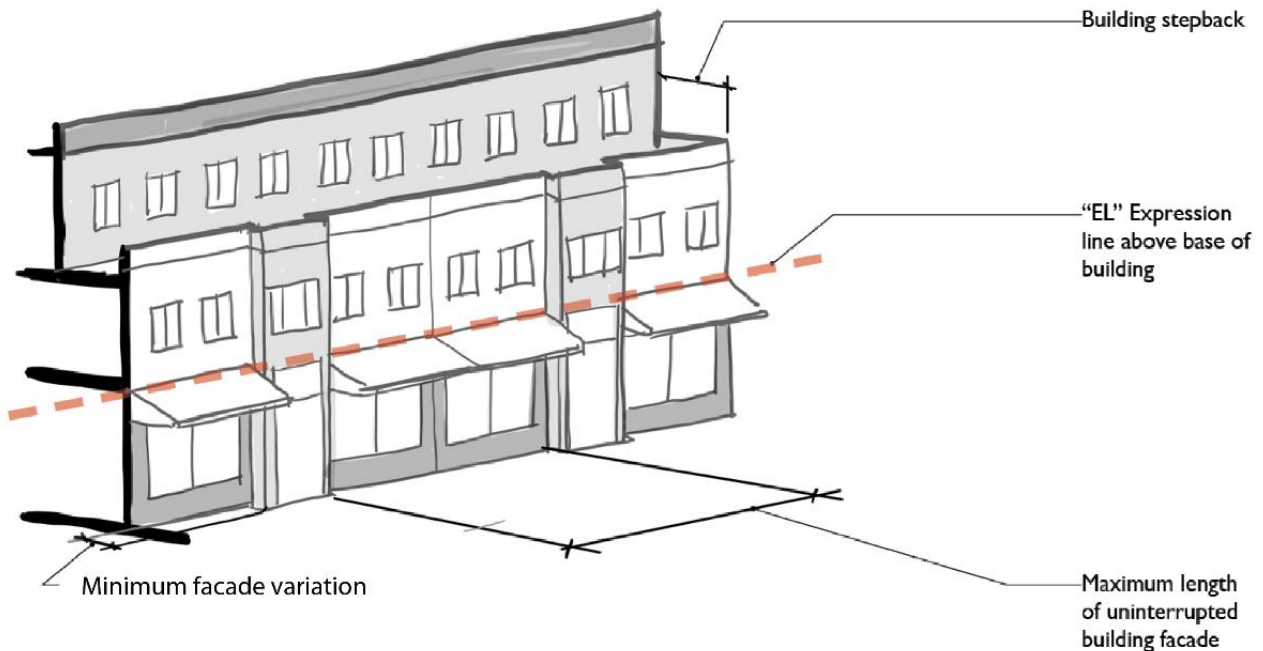 Building stepback
“EL” Expression
line above base of
building
Minimum facade variation
Maximum length
of uninterrupted
building facade